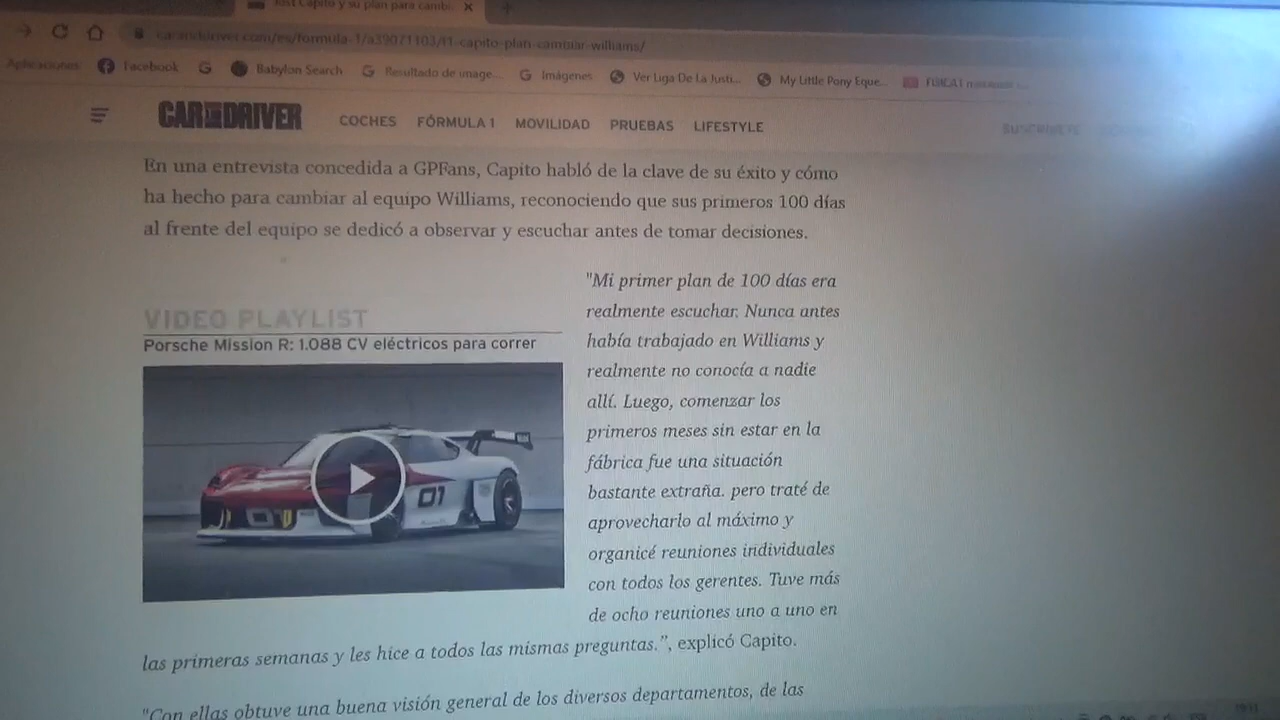 Jost Capito y su plan para cambi...
caranddriver.com/es/formula-1/a39071103/f1-capito-plan-cambiar-williams/
Aplicaciones Facebook G Babylon Search G Resultado de image... G Imágenes Ver Liga De La Justi... My Little Pony Eque...
CAR AND DRIVER COCHES FÓRMULA 1 MOVILIDAD PRUEBAS LIFESTYLE SUSCRÍBETE
En una entrevista concedida a GPFans, Capito habló de la clave de su éxito y cómo
ha hecho para cambiar al equipo Williams, reconociendo que sus primeros 100 días
al frente del equipo se dedicó a observar y escuchar antes de tomar decisiones.
VIDEO PLAYLIST
Porsche Mission R: 1.088 CV eléctricos para correr
01
"Mi primer plan de 100 días era
realmente escuchar. Nunca antes
había trabajado en Williams y
realmente no conocía a nadie
allí. Luego, comenzar los
primeros meses sin estar en la
fábrica fue una situación
bastante extraña. pero traté de
aprovecharlo al máximo y
organicé reuniones individuales
con todos los gerentes. Tuve más
de ocho reuniones uno a uno en
las primeras semanas y les hice a todos las mismas preguntas.”, explicó Capito.
"Con ellas obtuve una buena visión general de los diversos departamentos, de las